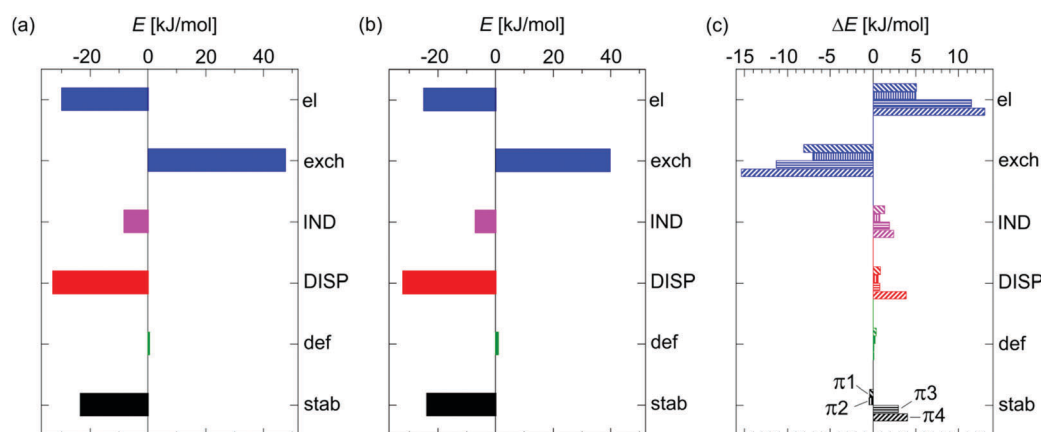 (a) E [kJ/mol]
-20 0 20 40
el
exch
IND
DISP
def
stab
(b) E [kJ/mol]
-20 0 20 40
el
exch
IND
DISP
def
stab
(c) ΔE [kJ/mol]
-15 -10 -5 0 5 10
el
exch
IND
DISP
def
π1
π2
π3
π4
stab